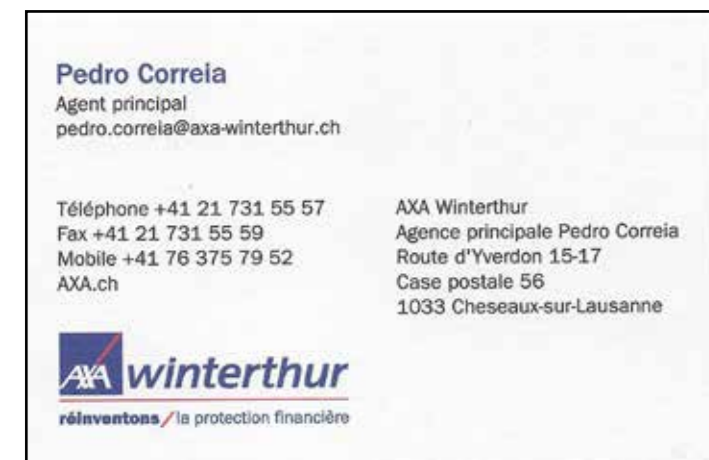 Pedro Correia
Agent principal
pedro.correia@axa-winterthur.ch
Téléphone +41 21 731 55 57
Fax +41 21 731 55 59
Mobile +41 76 375 79 52
AXA.ch
AXA Winterthur
Agence principale Pedro Correia
Route d'Yverdon 15-17
Case postale 56
1033 Cheseaux-sur-Lausanne
AXA winterthur
réinventons / la protection financière